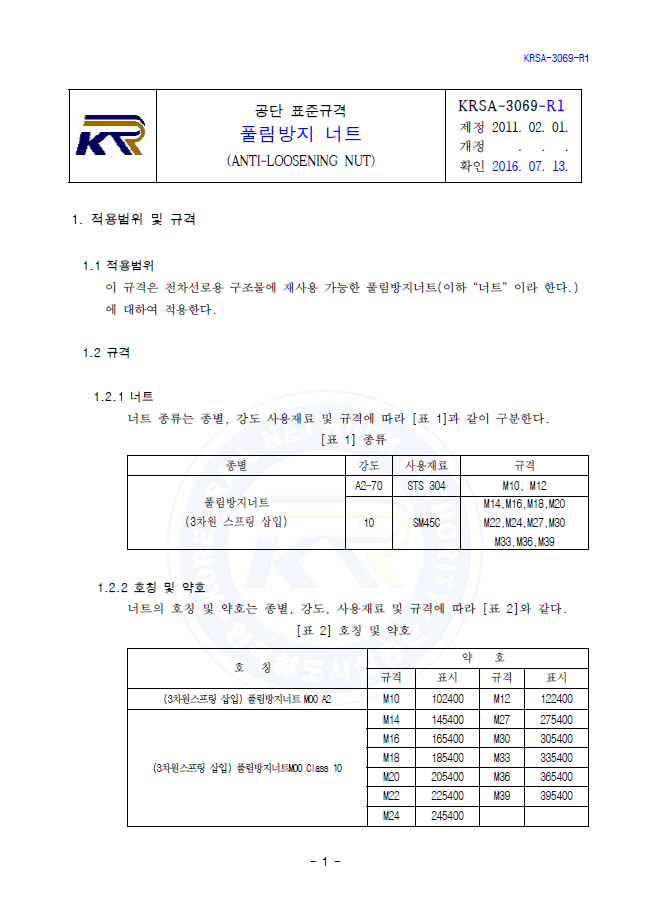 KRSA-3069-R1
KR
공단 표준규격
풀림방지 너트
(ANTI-LOOSENING NUT)
KRSA-3069-R1
제정 2011. 02. 01.
개정 . . .
확인 2016. 07. 13.
1. 적용범위 및 규격
1.1 적용범위
이 규격은 전차선로용 구조물에 재사용 가능한 풀림방지너트(이하 “너트” 이라 한다.)
에 대하여 적용한다.
1.2 규격
1.2.1 너트
너트 종류는 종별, 강도 사용재료 및 규격에 따라 [표 1]과 같이 구분한다.
[표 1] 종류
종별 강도 사용재료 규격
풀림방지너트
(3차원 스프링 삽입)
A2-70 STS 304 M10, M12
10 SM45C
M14,M16,M18,M20
M22,M24,M27,M30
M33,M36,M39
1.2.2 호칭 및 약호
너트의 호칭 및 약호는 종별, 강도, 사용재료 및 규격에 따라 [표 2]와 같다.
[표 2] 호칭 및 약호
호 칭 약 호
규격 표시 규격 표시
(3차원스프링 삽입) 풀림방지너트 M00 A2 M10 102400 M12 122400
(3차원스프링 삽입) 풀림방지너트M00 Class 10
M14 145400 M27 275400
M16 165400 M30 305400
M18 185400 M33 335400
M20 205400 M36 365400
M22 225400 M39 395400
M24 245400
- 1 -